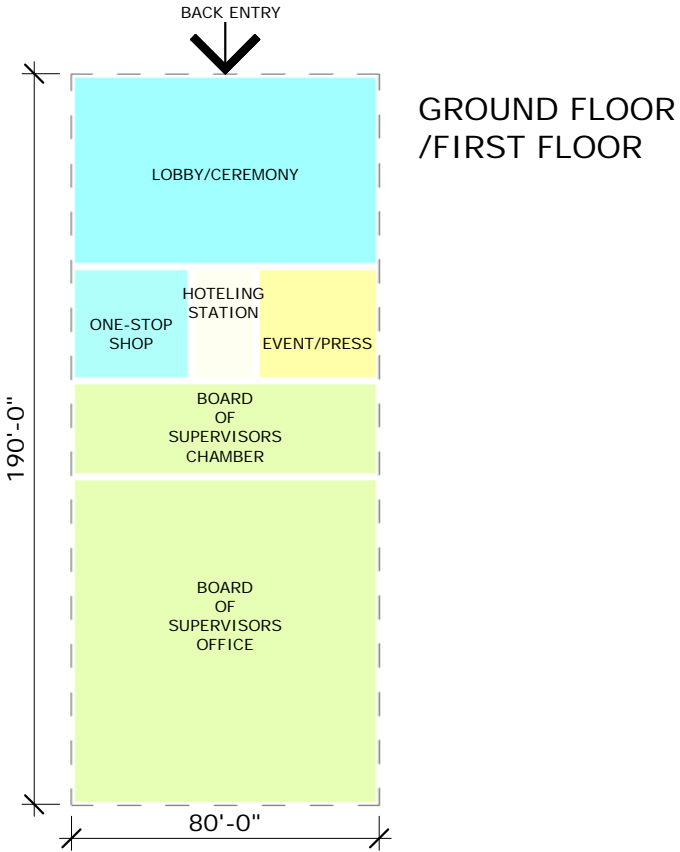 BACK ENTRY
GROUND FLOOR
/FIRST FLOOR
LOBBY/CEREMONY
HOTELING
STATION
ONE-STOP
SHOP
EVENT/PRESS
BOARD
OF
SUPERVISORS
CHAMBER
190'-0"
BOARD
OF
SUPERVISORS
OFFICE
80'-0"